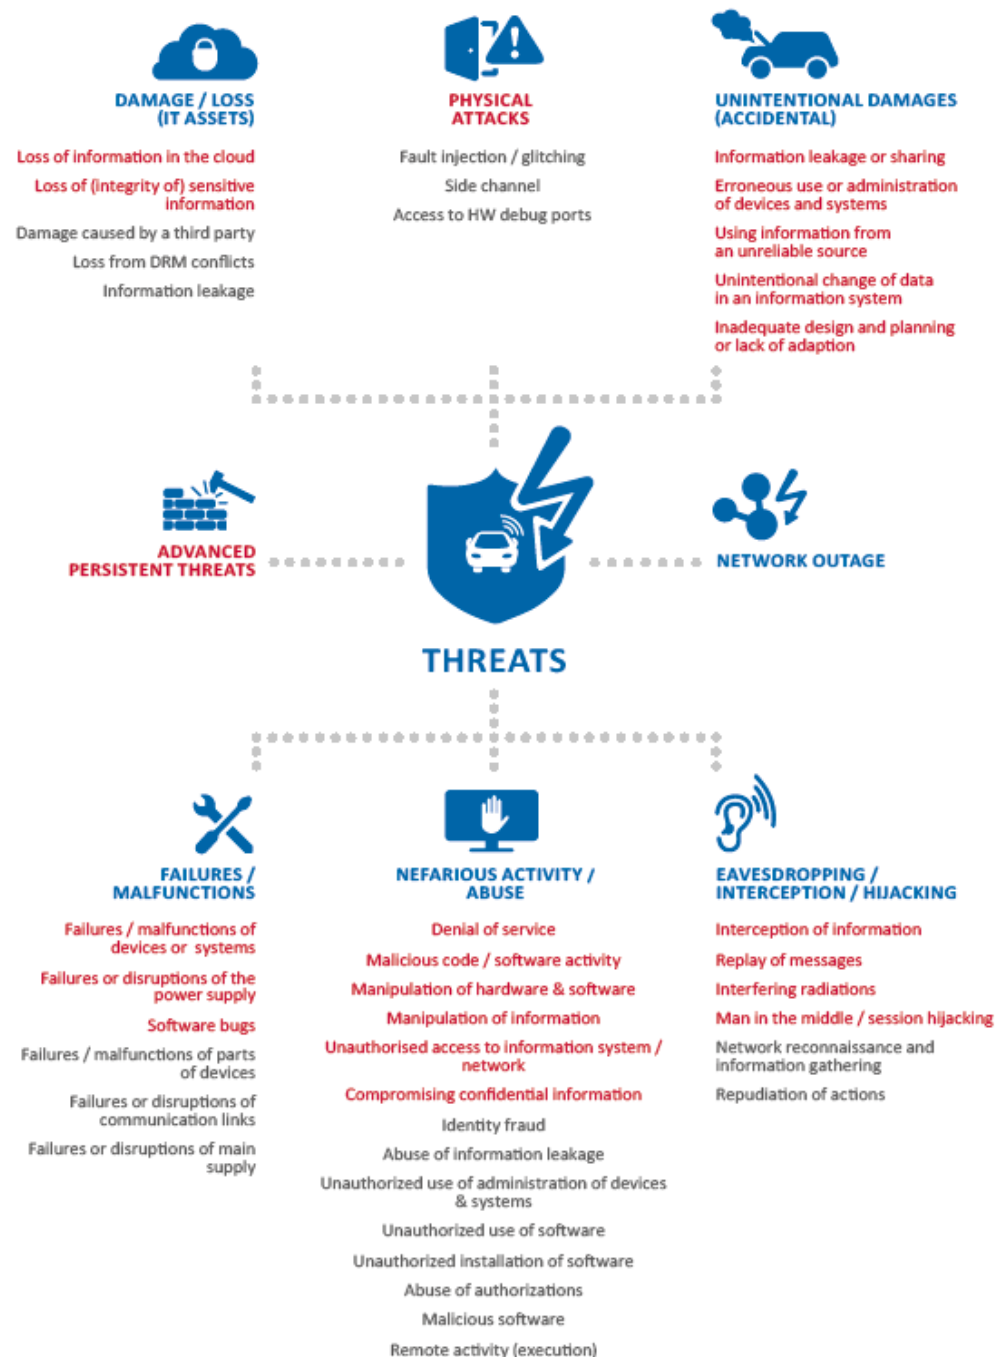 DAMAGE / LOSS
(IT ASSETS)
Loss of information in the cloud
Loss of (integrity of) sensitive
information
Damage caused by a third party
Loss from DRM conflicts
Information leakage
PHYSICAL
ATTACKS
Fault injection / glitching
Side channel
Access to HW debug ports
UNINTENTIONAL DAMAGES
(ACCIDENTAL)
Information leakage or sharing
Erroneous use or administration
of devices and systems
Using information from
an unreliable source
Unintentional change of data
in an information system
Inadequate design and planning
or lack of adaption
ADVANCED
PERSISTENT THREATS
NETWORK OUTAGE
THREATS
FAILURES /
MALFUNCTIONS
Failures / malfunctions of
devices or systems
Failures or disruptions of the
power supply
Software bugs
Failures / malfunctions of parts
of devices
Failures or disruptions of
communication links
Failures or disruptions of main
supply
NEFARIOUS ACTIVITY /
ABUSE
Denial of service
Malicious code / software activity
Manipulation of hardware & software
Manipulation of information
Unauthorised access to information system /
network
Compromising confidential information
Identity fraud
Abuse of information leakage
Unauthorized use of administration of devices
& systems
Unauthorized use of software
Unauthorized installation of software
Abuse of authorizations
Malicious software
Remote activity (execution)
EAVESDROPPING /
INTERCEPTION / HIJACKING
Interception of information
Replay of messages
Interfering radiations
Man in the middle / session hijacking
Network reconnaissance and
information gathering
Repudiation of actions